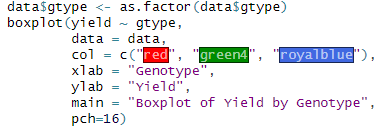 data$gtype <- as.factor(data$gtype)
boxplot(yield ~ gtype,
data = data,
col = c("red", "green4", "royalblue"),
xlab = "Genotype",
ylab = "Yield",
main = "Boxplot of Yield by Genotype",
pch=16)